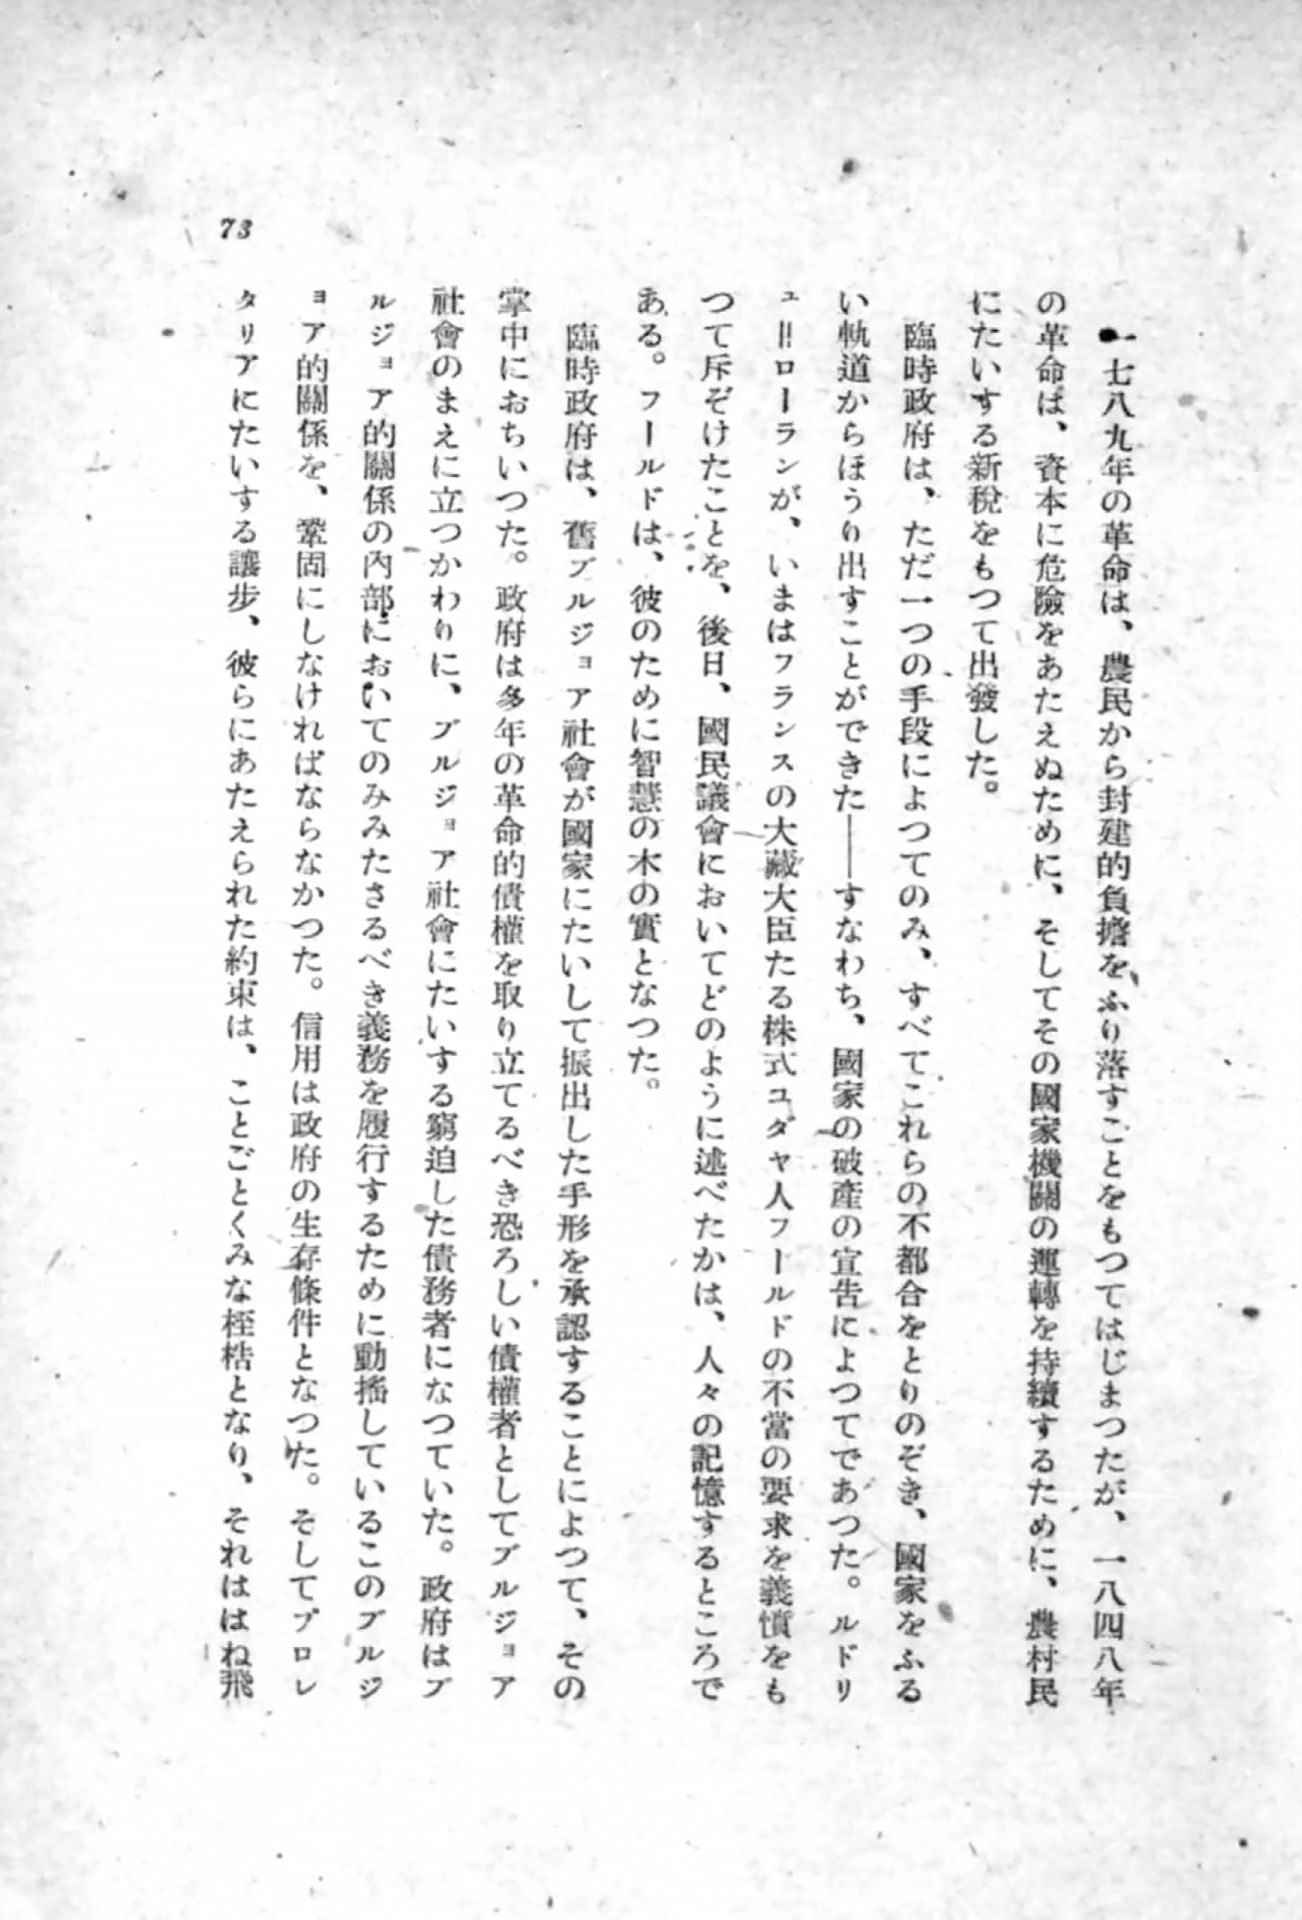 一七八九年の革命は、農民から封建的負擔をふり落すことをもつてはじまつたが、一八四八年
の革命は、資本に危險をあたえぬために、そしてその國家機關の運轉を持續するために、農村民
にたいする新稅をもつて出發した。
臨時政府は、ただ一つの手段によつてのみ、すべてこれらの不都合をとりのぞき、國家をふる
い軌道からほうり出すことができた――すなわち、國家の破產の宣告によつてであつた。ルドリ
ュ＝ローランが、いまはフランスの大藏大臣たる株式ユダヤ人フールドの不當の要求を義憤をも
つて斥ぞけたことを、後日、國民議會においてどのように述べたかは、人々の記憶するところで
ある。フールドは、彼のために智慧の木の實となつた。
臨時政府は、舊ブルジョア社會が國家にたいして振出した手形を承認することによつて、その
掌中におちいつた。政府は多年の革命的債權を取り立てるべき恐ろしい債權者としてブルジョア
社會のまえに立つかわりに、ブルジョア社會にたいする窮迫した債務者になつていた。政府はブ
ルジョア的關係の內部においてのみみたさるべき義務を履行するために動搖しているこのブルジ
ョア的關係を、鞏固にしなければならなかつた。信用は政府の生存條件となつた。そしてプロレ
タリアにたいする讓步、彼らにあたえられた約束は、ことごとくみな桎梏となり、それははね飛
73